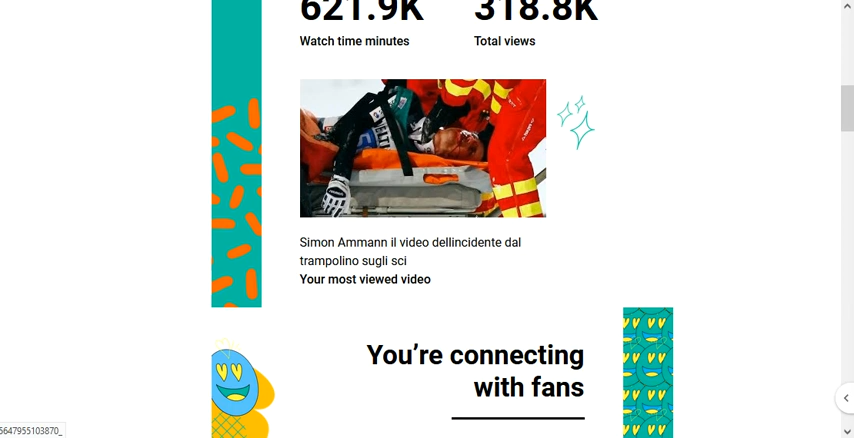 621.9K 318.8K
Watch time minutes Total views
Simon Ammann il video dellincidente dal
trampolino sugli sci
Your most viewed video
You're connecting
with fans
5647955103870_